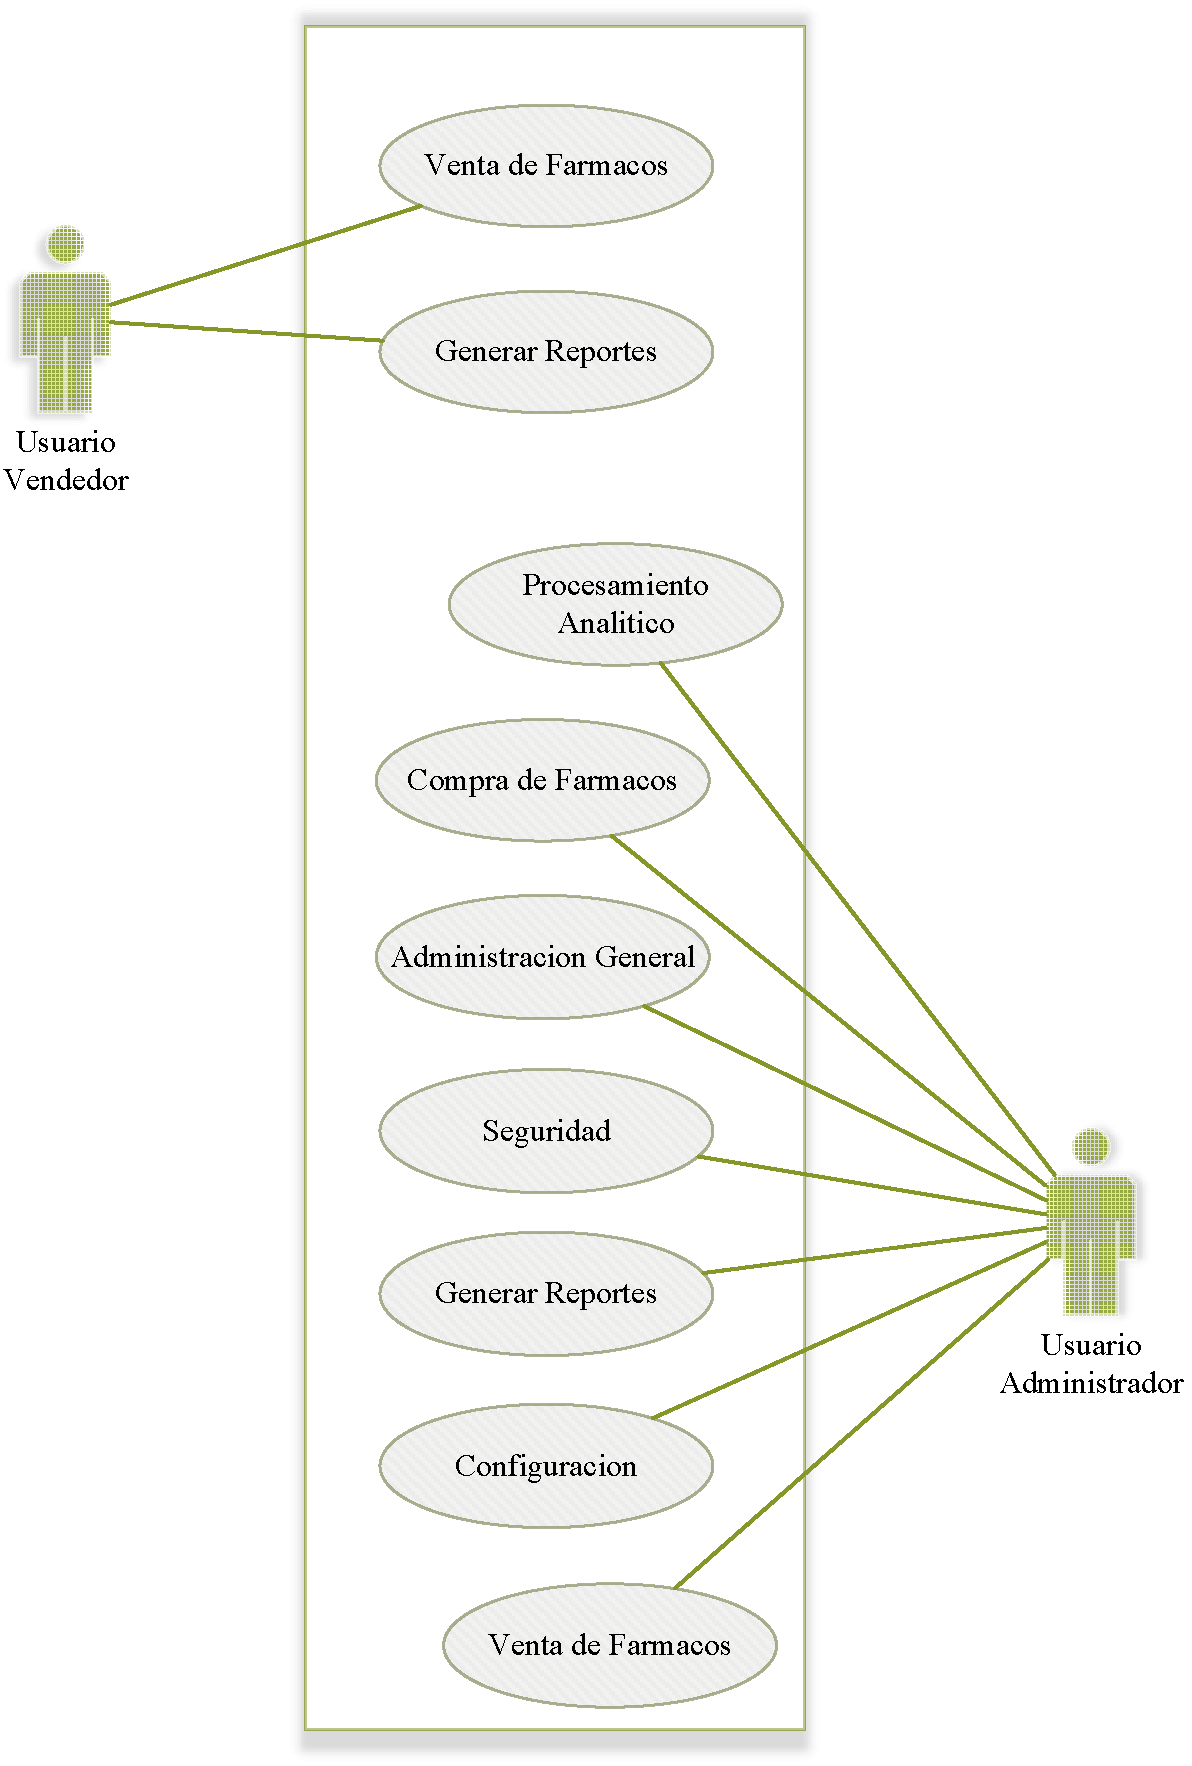 Venta de Farmacos
Generar Reportes
Usuario
Vendedor
Procesamiento
Analitico
Compra de Farmacos
Administracion General
Seguridad
Generar Reportes
Usuario
Administrador
Configuracion
Venta de Farmacos